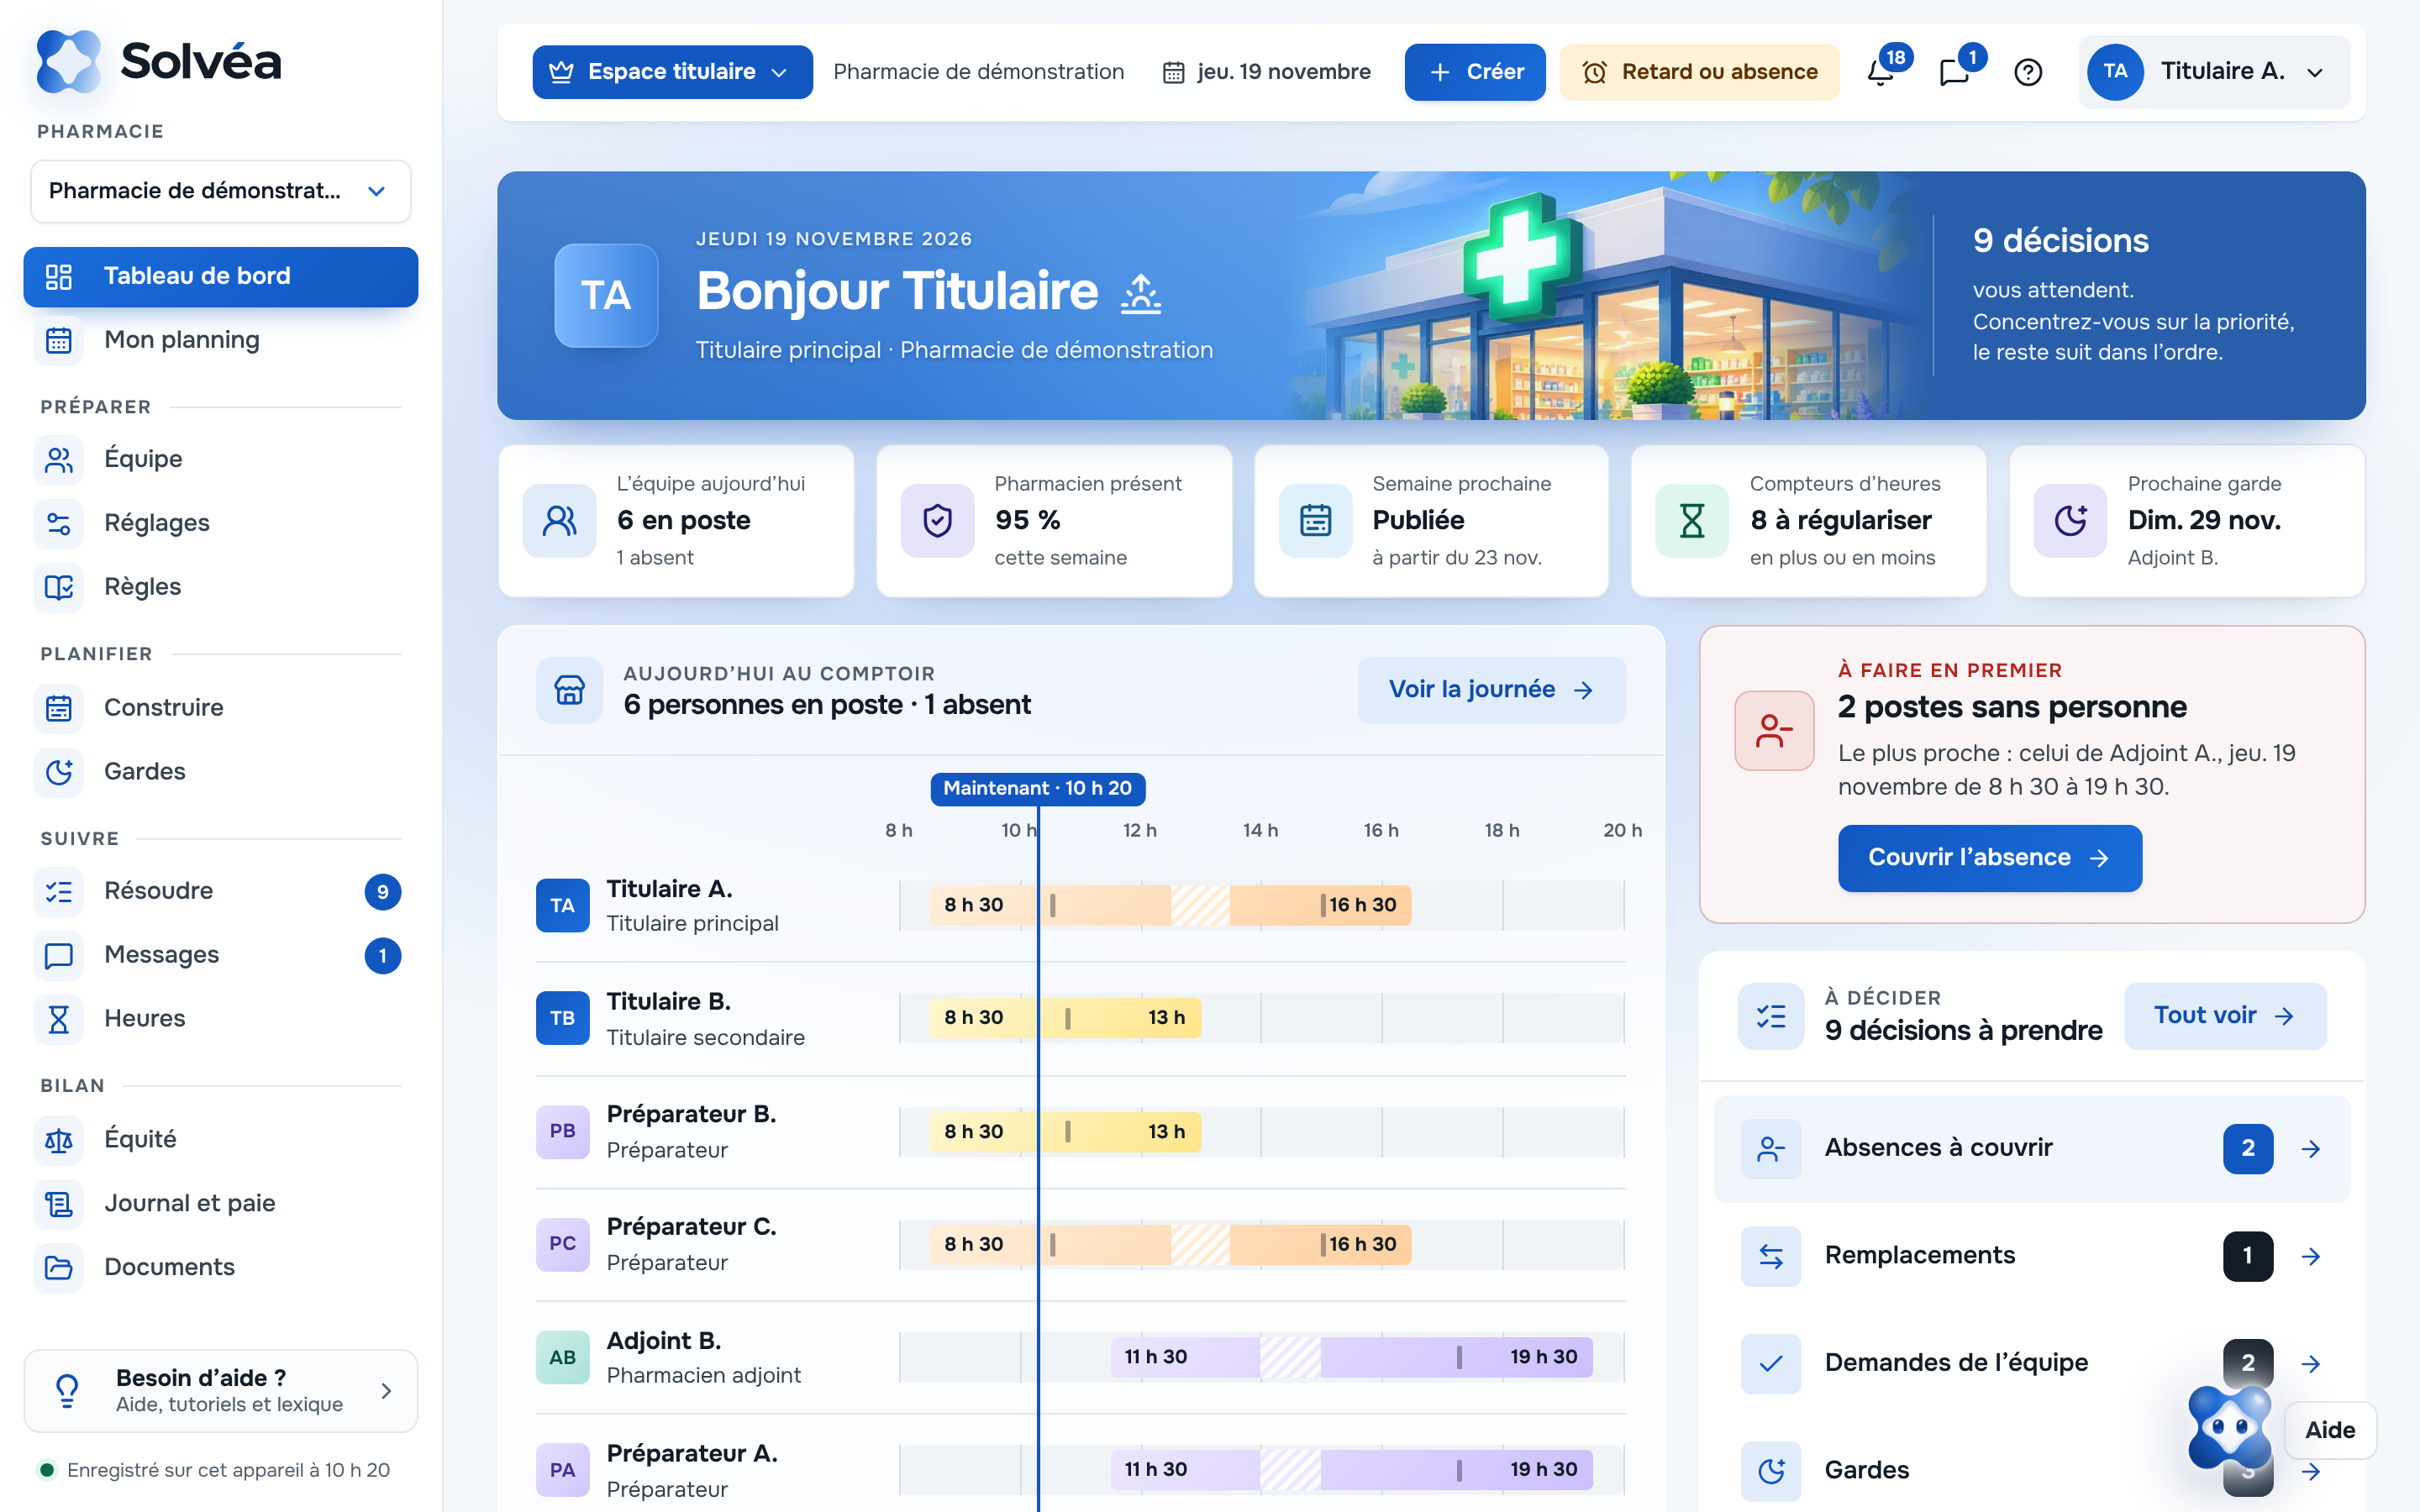 Solvéa
PHARMACIE
Pharmacie de démonstrat...
Tableau de bord
Mon planning
PRÉPARER
Équipe
Réglages
Règles
PLANIFIER
Construire
Gardes
SUIVRE
Résoudre 9
Messages 1
Heures
BILAN
Équité
Journal et paie
Documents
Besoin d’aide ?
Aide, tutoriels et lexique
Enregistré sur cet appareil à 10 h 20
Espace titulaire
Pharmacie de démonstration
jeu. 19 novembre
Créer
Retard ou absence
18
1
TA Titulaire A.
TA
JEUDI 19 NOVEMBRE 2026
Bonjour Titulaire
Titulaire principal · Pharmacie de démonstration
9 décisions
vous attendent.
Concentrez-vous sur la priorité,
le reste suit dans l’ordre.
L’équipe aujourd’hui
6 en poste
1 absent
Pharmacien présent
95 %
cette semaine
Semaine prochaine
Publiée
à partir du 23 nov.
Compteurs d’heures
8 à régulariser
en plus ou en moins
Prochaine garde
Dim. 29 nov.
Adjoint B.
AUJOURD’HUI AU COMPTOIR
6 personnes en poste · 1 absent
Voir la journée
Maintenant · 10 h 20
8 h 10 h 12 h 14 h 16 h 18 h 20 h
TA Titulaire A.
Titulaire principal
8 h 30 16 h 30
TB Titulaire B.
Titulaire secondaire
8 h 30 13 h
PB Préparateur B.
Préparateur
8 h 30 13 h
PC Préparateur C.
Préparateur
8 h 30 16 h 30
AB Adjoint B.
Pharmacien adjoint
11 h 30 19 h 30
PA Préparateur A.
Préparateur
11 h 30 19 h 30
À FAIRE EN PREMIER
2 postes sans personne
Le plus proche : celui de Adjoint A., jeu. 19
novembre de 8 h 30 à 19 h 30.
Couvrir l’absence
À DÉCIDER
9 décisions à prendre
Tout voir
Absences à couvrir 2
Remplacements 1
Demandes de l’équipe 2
Gardes
Aide